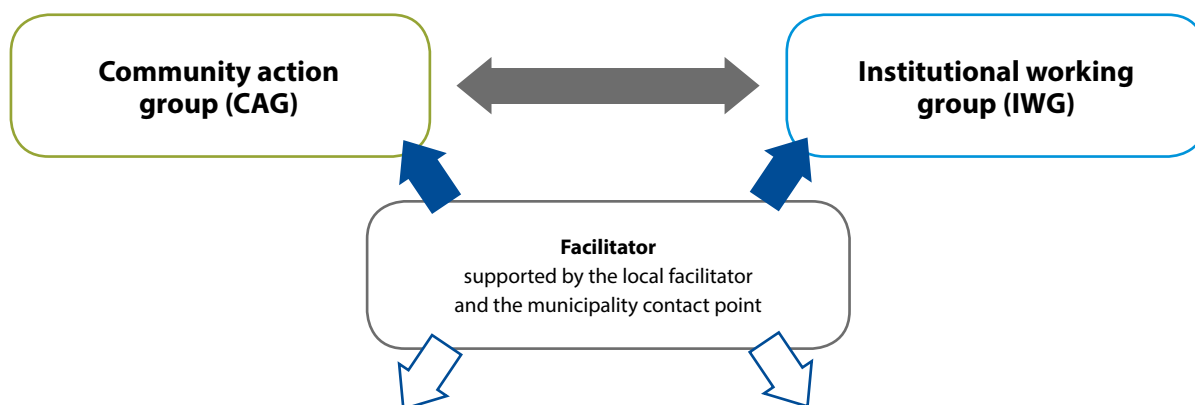 Community action
group (CAG)
Institutional working
group (IWG)
Facilitator
supported by the local facilitator
and the municipality contact point